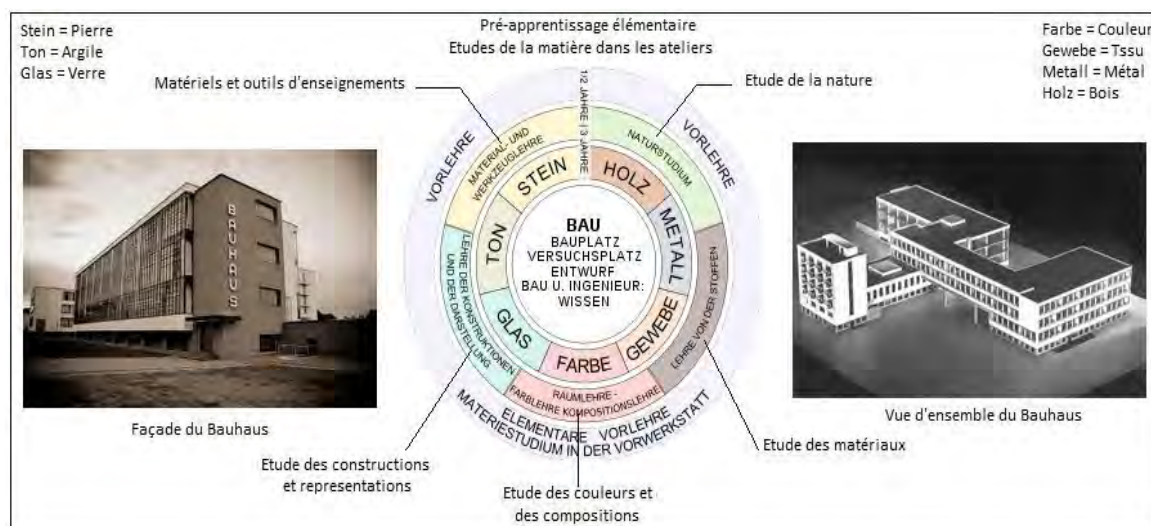 Stein = Pierre
Ton = Argile
Glas = Verre
Pré-apprentissage élémentaire
Etudes de la matière dans les ateliers
Farbe = Couleur
Gewebe = Tssu
Metall = Métal
Holz = Bois
Matériels et outils d'enseignements
Etude de la nature
1/2 JAHRE | 3 JAHRE
VORLEHRE
VORLEHRE
MATERIAL- UND
WERKZEUGLEHRE
NATURSTUDIUM
STEIN
HOLZ
TON
METALL
BAU
BAUPLATZ
VERSUCHSPLATZ
ENTWURF
BAU U. INGENIEUR:
WISSEN
BAUHAUS
LEHRE DER KONSTRUKTIONEN
UND DER DARSTELLUNG
LEHRE VON DER STOFFEN
GLAS
FARBE
GEWEBE
RAUMLEHRE -
FARBLEHRE KOMPOSITIONSLEHRE
ELEMENTARE VORLEHRE
MATERIESTUDIUM IN DER VORWERKSTATT
Façade du Bauhaus
Vue d'ensemble du Bauhaus
Etude des matériaux
Etude des constructions
et representations
Etude des couleurs et
des compositions